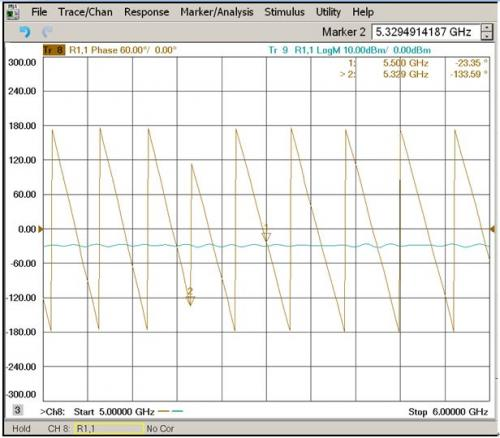 File Trace/Chan Response Marker/Analysis Stimulus Utility Help
Marker 2 5.3294914187 GHz
Tr 8 R1,1 Phase 60.00°/ 0.00° Tr 9 R1,1 LogM 10.00dBm/ 0.00dBm
300.00
1: 5.500 GHz -23.35 °
> 2: 5.329 GHz -133.59 °
240.00
180.00
120.00
60.00
0.00
-60.00
2
-120.00
-180.00
-240.00
-300.00
3 >Ch8: Start 5.00000 GHz Stop 6.00000 GHz
Hold CH 8: R1,1 No Cor